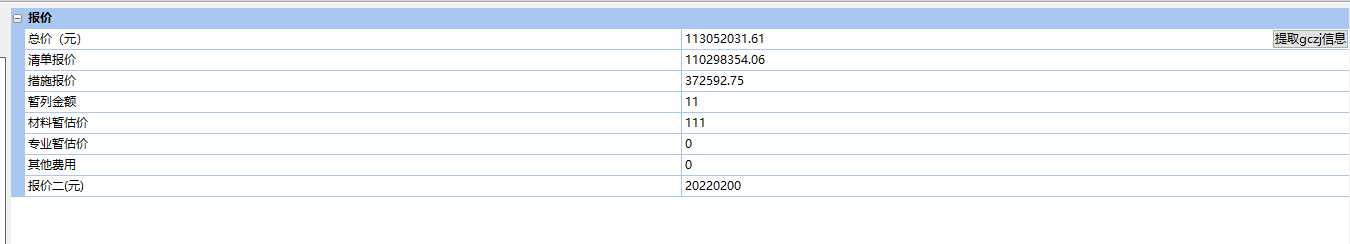 报价
总价（元） 113052031.61 提取gczj信息
清单报价 110298354.06
措施报价 372592.75
暂列金额 11
材料暂估价 111
专业暂估价 0
其他费用 0
报价二(元) 20220200